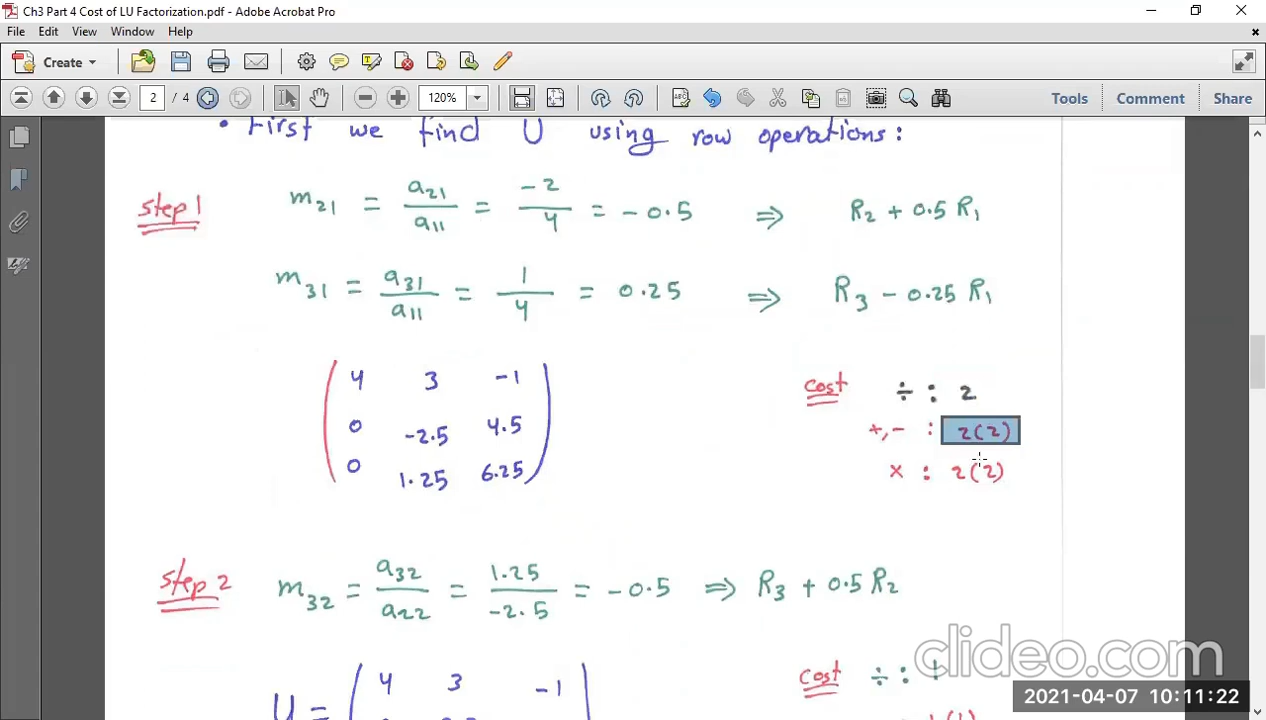 Ch3 Part 4 Cost of LU Factorization.pdf - Adobe Acrobat Pro
File Edit View Window Help
Create
2 / 4 120% Tools Comment Share
• First we find U using row operations:
step 1 m21 = a21/a11 = -2/4 = -0.5 ⇒ R2 + 0.5 R1
m31 = a31/a11 = 1/4 = 0.25 ⇒ R3 - 0.25 R1
4 3 -1
0 -2.5 4.5
0 1.25 6.25
cost ÷ : 2
+,- : 2(2)
× : 2(2)
step 2 m32 = a32/a22 = 1.25/-2.5 = -0.5 ⇒ R3 + 0.5 R2
cost ÷ : 1
U = 4 3 -1
clideo.com
2021-04-07 10:11:22